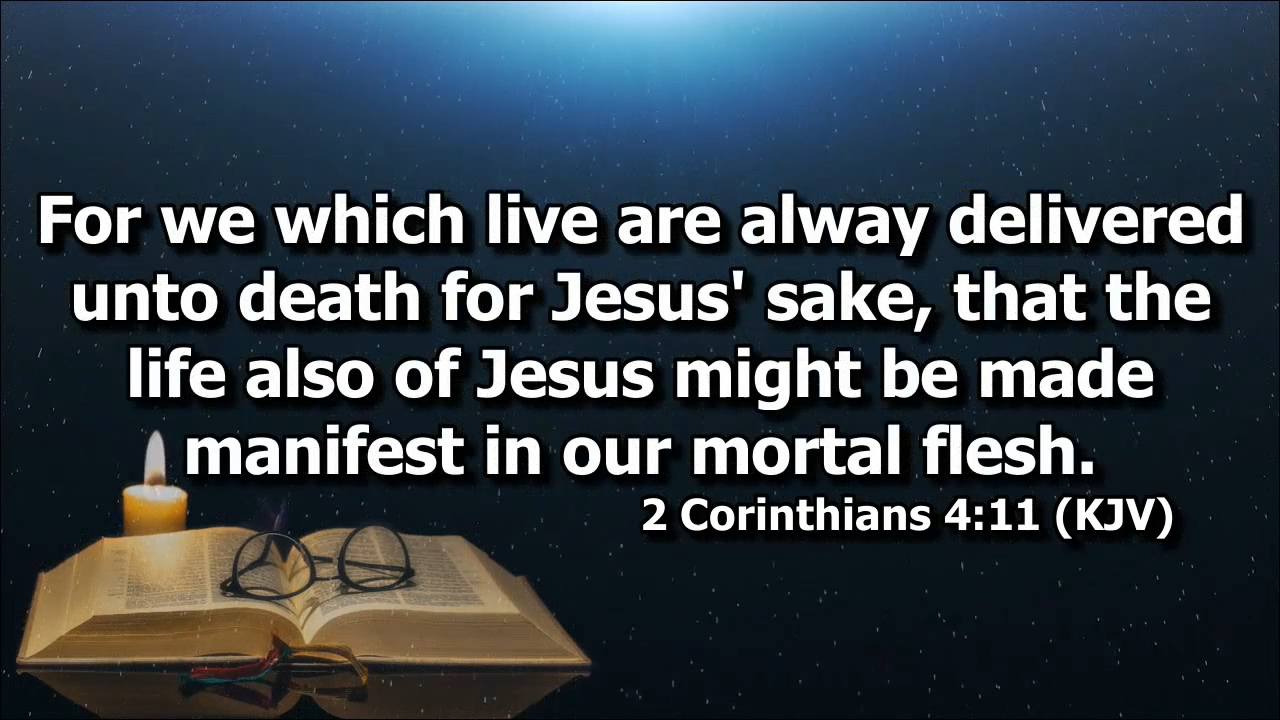 For we which live are alway delivered
unto death for Jesus' sake, that the
life also of Jesus might be made
manifest in our mortal flesh.
2 Corinthians 4:11 (KJV)